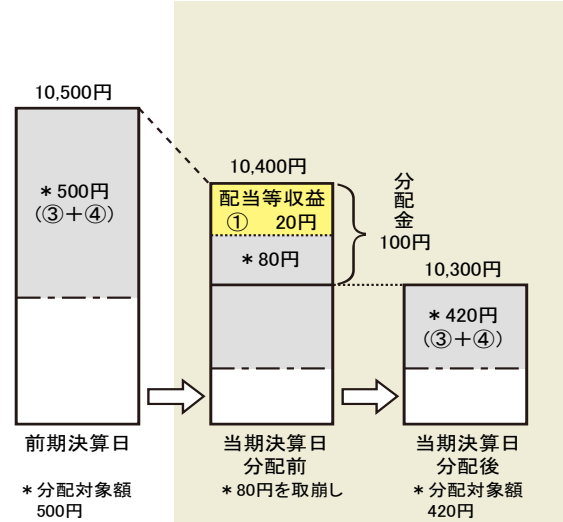 10,500円
＊500円
（③＋④）
前期決算日
＊分配対象額
500円
10,400円
配当等収益
① 20円
＊80円
分配金
100円
当期決算日
分配前
＊80円を取崩し
10,300円
＊420円
（③＋④）
当期決算日
分配後
＊分配対象額
420円